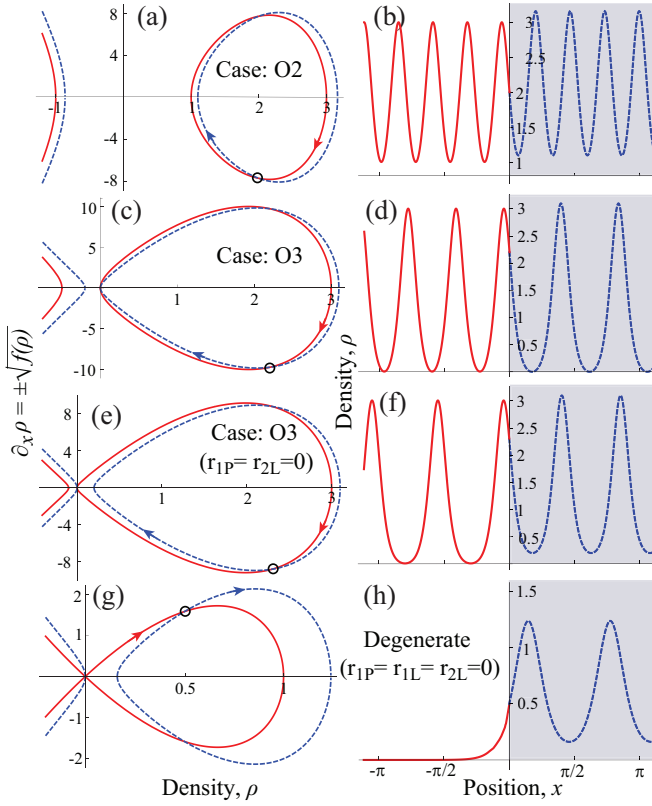 (a)
8
4
-1
1
2
3
-4
-8
Case: O2
(b)
3
2.5
2
1.5
1
(c)
10
5
1
2
3
-5
-10
Case: O3
(d)
3
2.5
2
1.5
1
0.5
(e)
8
4
1
2
3
-4
-8
Case: O3
(r1P= r2L=0)
(f)
3
2.5
2
1.5
1
0.5
(g)
2
1
0.5
1
-1
-2
(h)
1.5
1
0.5
Degenerate
(r1P= r1L= r2L=0)
-π
-π/2
π/2
π
∂xρ = ±√f(ρ)
Density, ρ
Density, ρ
Position, x